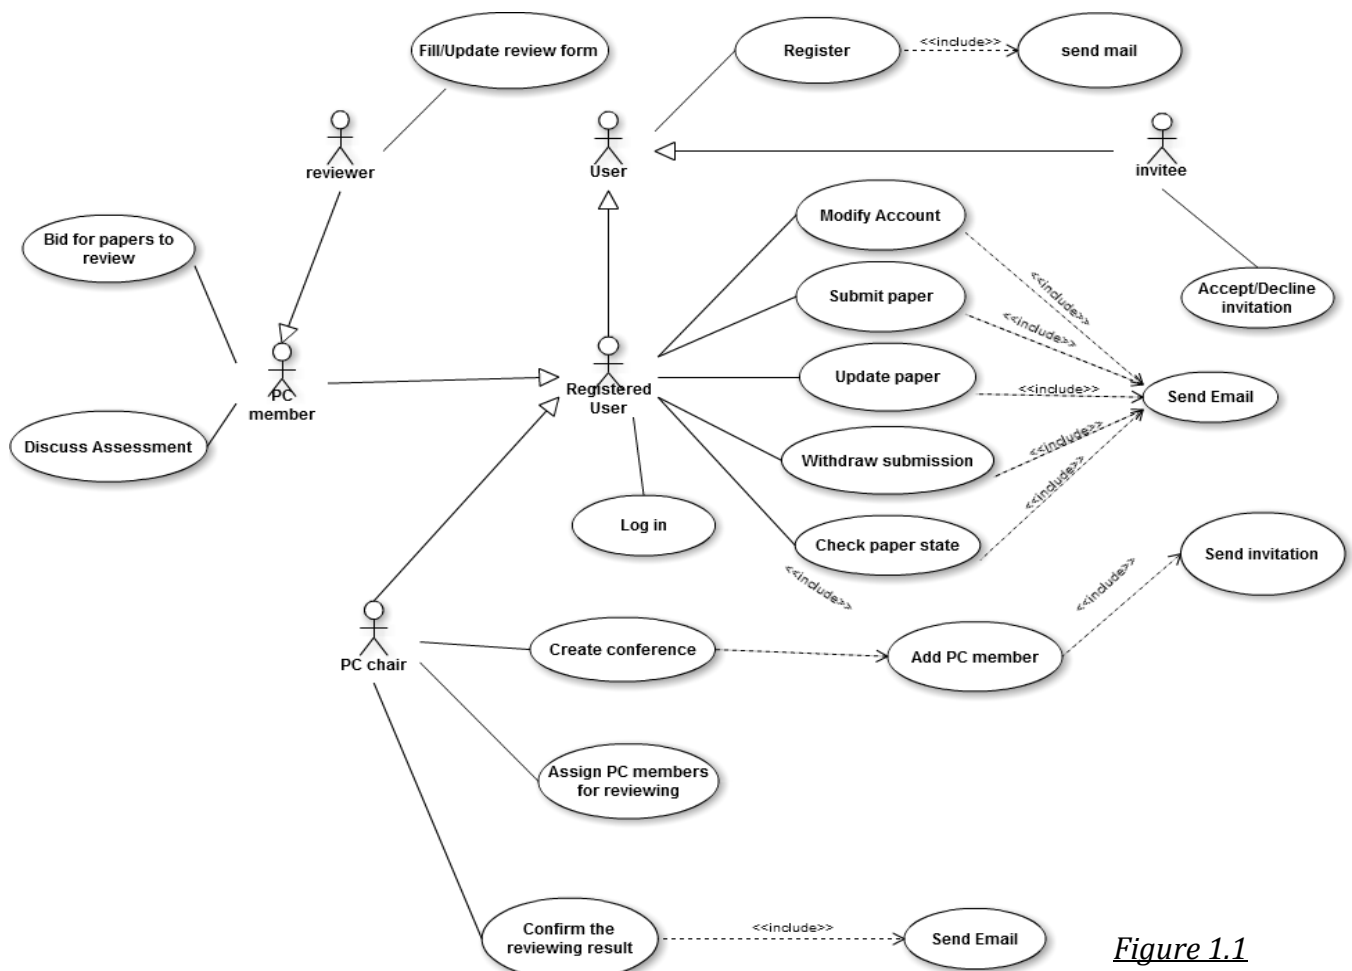 Fill/Update review form
Register
<<include>>
send mail
reviewer
User
invitee
Modify Account
Bid for papers to
review
<<include>>
Accept/Decline
invitation
Submit paper
<<include>>
PC
member
Registered
User
Update paper
<<include>>
Send Email
Discuss Assessment
Withdraw submission
<<include>>
<<include>>
Log in
Check paper state
Send invitation
<<include>>
<<include>>
PC chair
Create conference
Add PC member
Assign PC members
for reviewing
Confirm the
reviewing result
<<include>>
Send Email
Figure 1.1